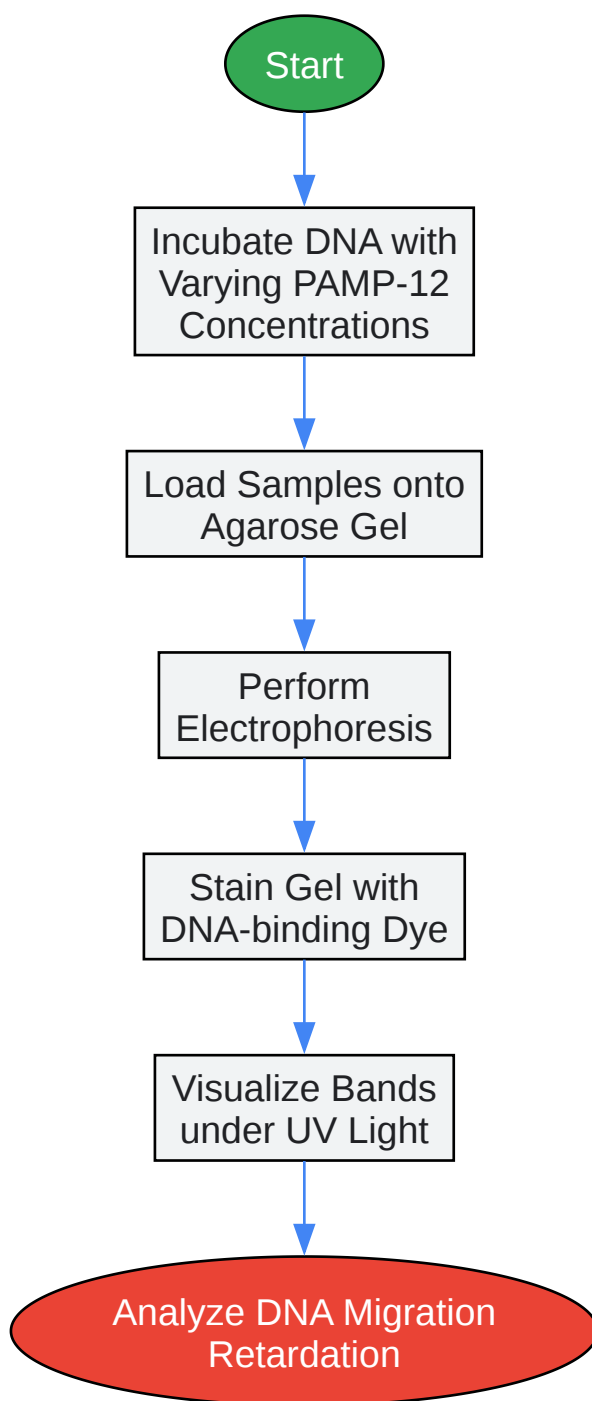 Start
Incubate DNA with
Varying PAMP-12
Concentrations
Load Samples onto
Agarose Gel
Perform
Electrophoresis
Stain Gel with
DNA-binding Dye
Visualize Bands
under UV Light
Analyze DNA Migration
Retardation